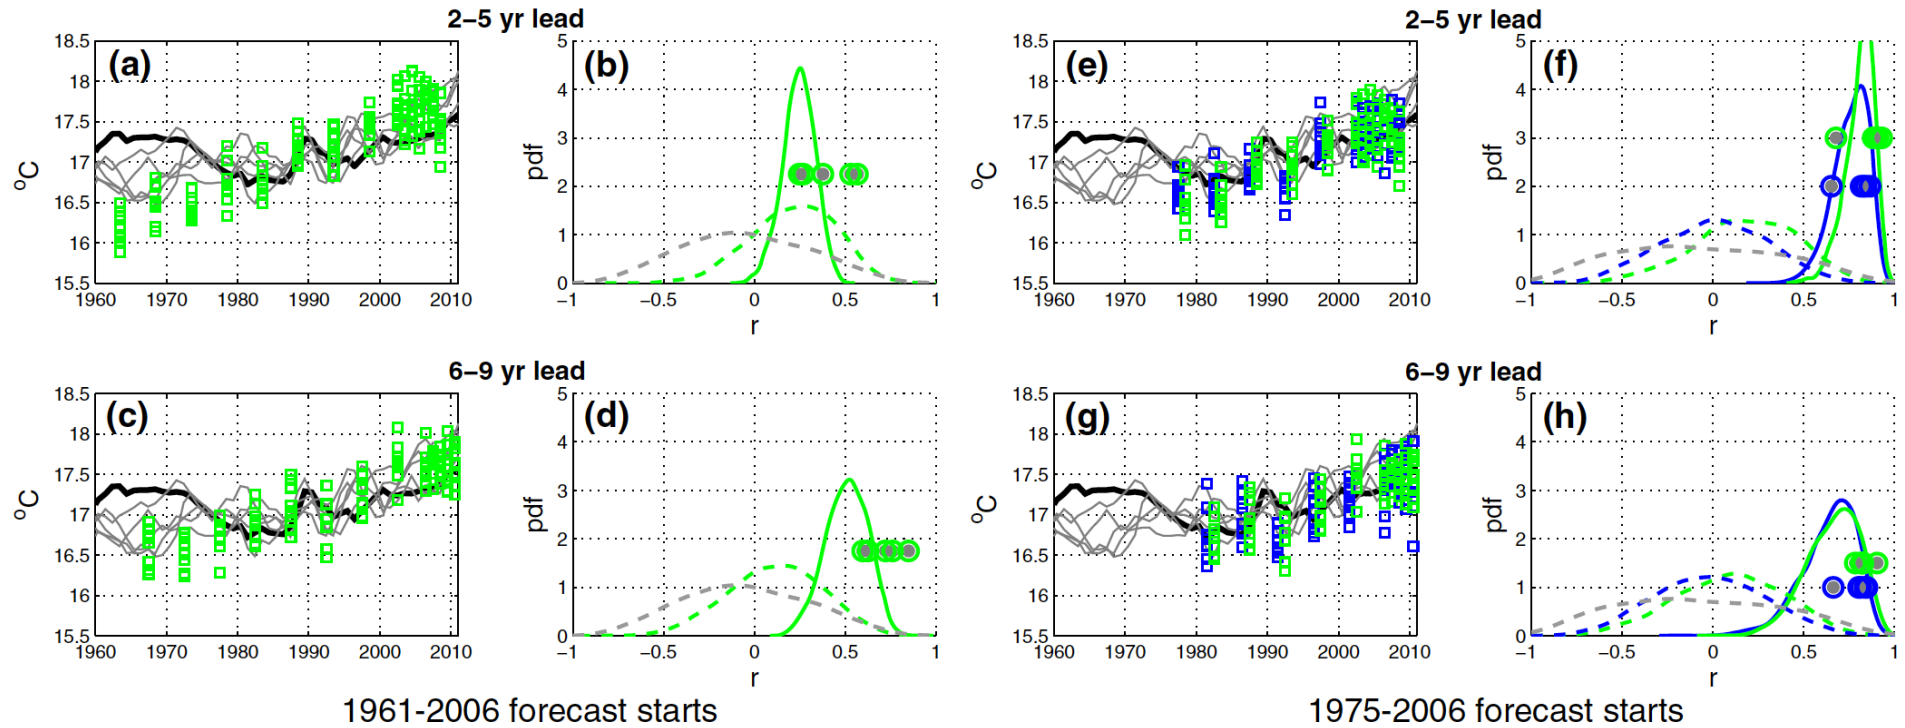 2–5 yr lead
2–5 yr lead
18.5
18
17.5
17
16.5
16
15.5
°C
(a)
1960 1970 1980 1990 2000 2010
5
4
3
2
1
0
pdf
(b)
−1 −0.5 0 0.5 1
r
18.5
18
17.5
17
16.5
16
15.5
°C
(e)
1960 1970 1980 1990 2000 2010
5
4
3
2
1
0
pdf
(f)
−1 −0.5 0 0.5 1
r
6–9 yr lead
6–9 yr lead
18.5
18
17.5
17
16.5
16
15.5
°C
(c)
1960 1970 1980 1990 2000 2010
5
4
3
2
1
0
pdf
(d)
−1 −0.5 0 0.5 1
r
18.5
18
17.5
17
16.5
16
15.5
°C
(g)
1960 1970 1980 1990 2000 2010
5
4
3
2
1
0
pdf
(h)
−1 −0.5 0 0.5 1
r
1961-2006 forecast starts
1975-2006 forecast starts